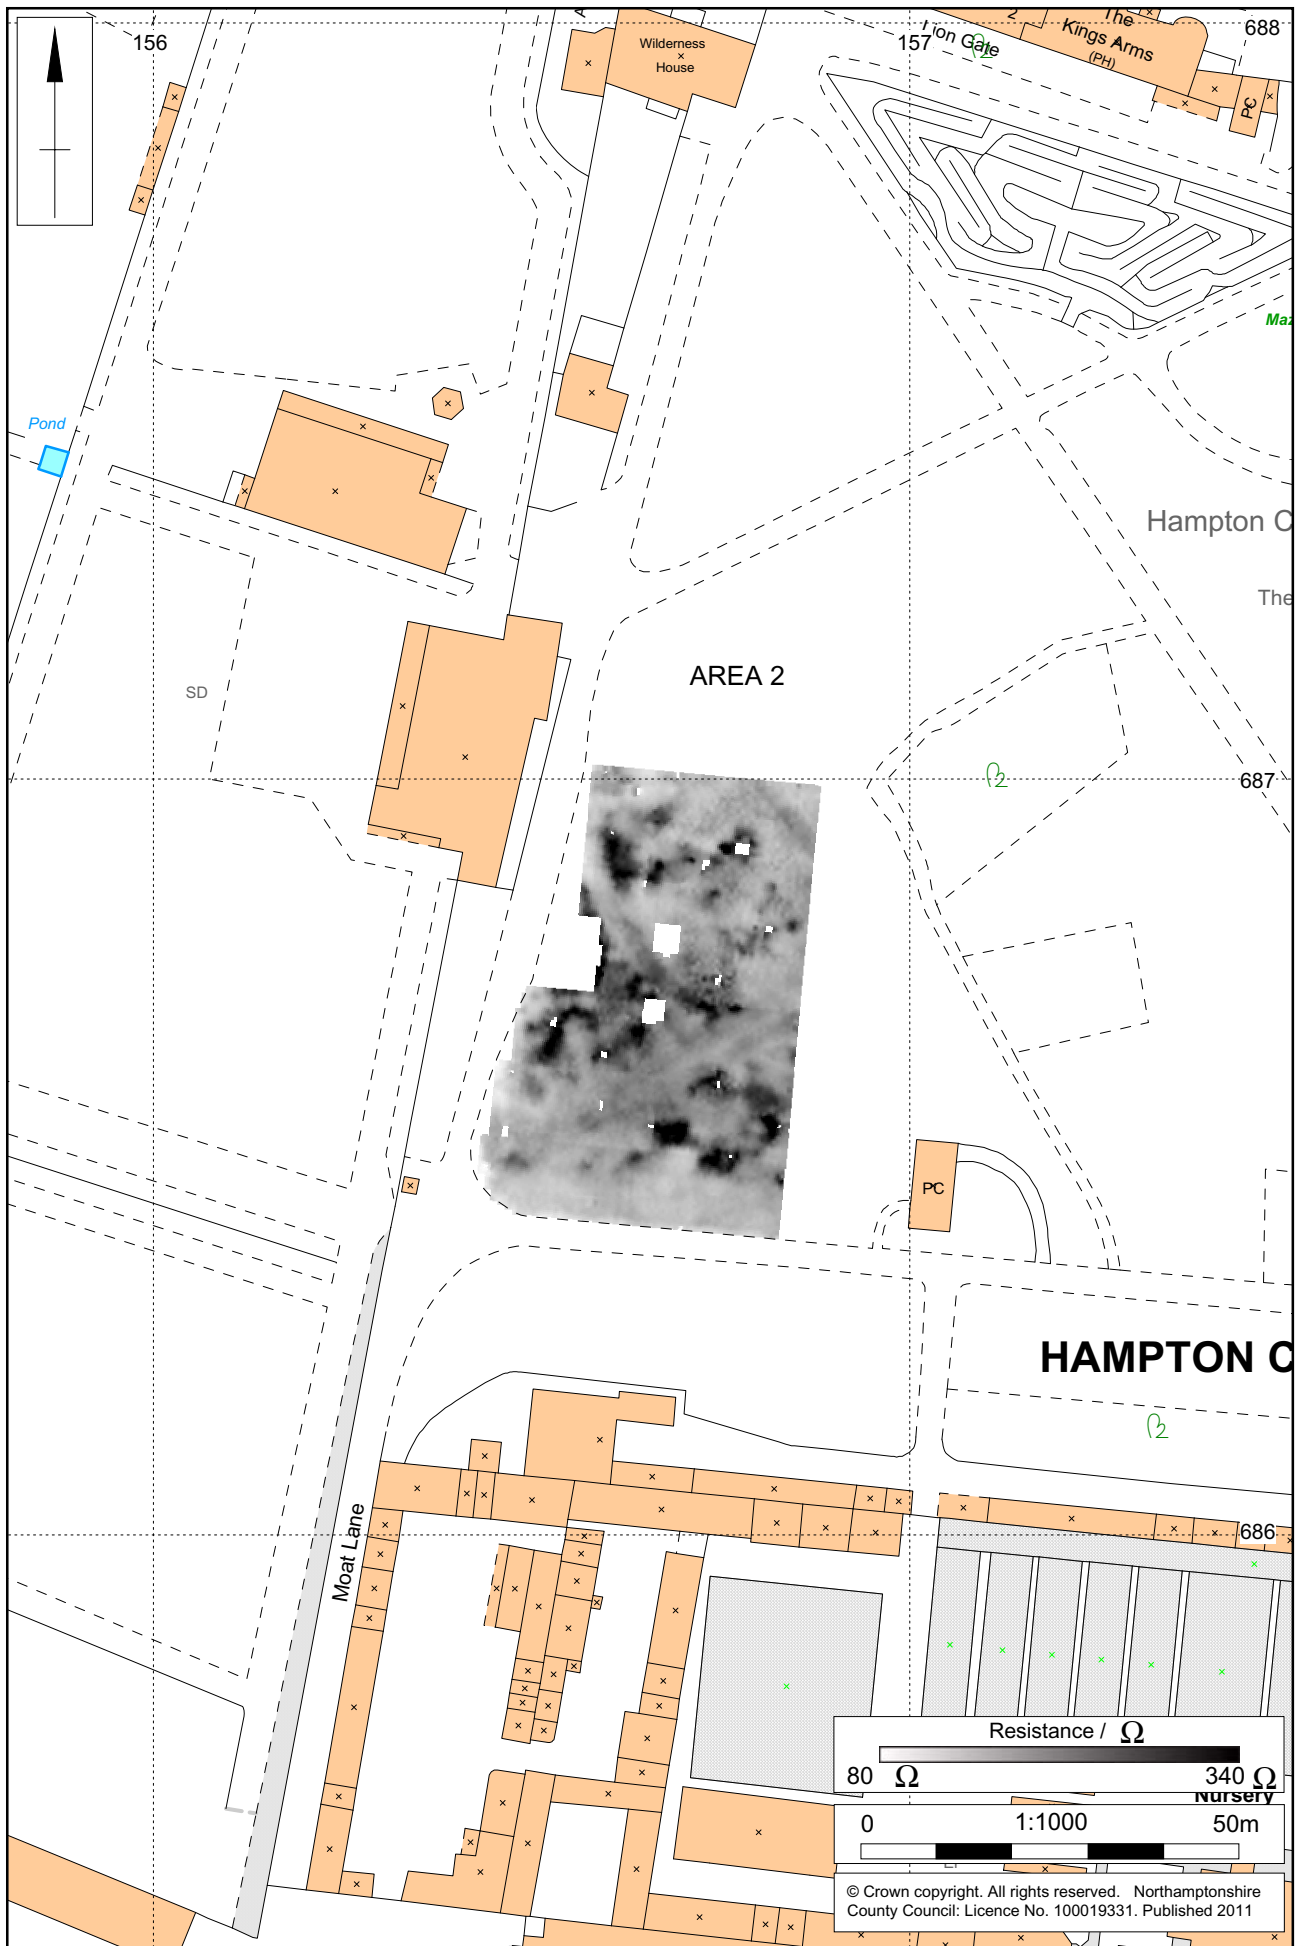 156
157
688
2
The
Kings Arms
(PH)
Lion Gate
Wilderness
House
PC
Maz
Pond
Hampton C
The
AREA 2
SD
687
PC
HAMPTON C
Moat Lane
686
Resistance / Ω
80 Ω
340 Ω
Nursery
0
1:1000
50m
© Crown copyright. All rights reserved. Northamptonshire
County Council: Licence No. 100019331. Published 2011